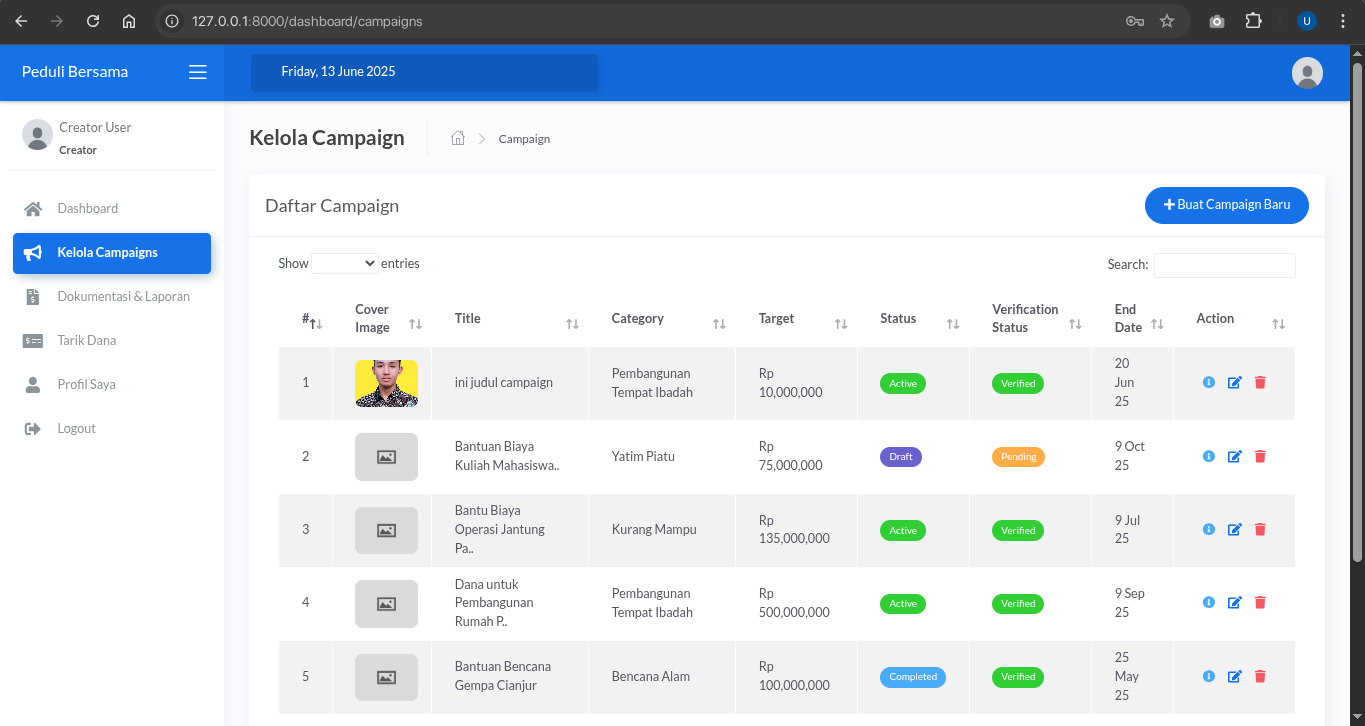 127.0.0.1:8000/dashboard/campaigns
U
Peduli Bersama
Friday, 13 June 2025
Creator User
Creator
Dashboard
Kelola Campaigns
Dokumentasi & Laporan
Tarik Dana
Profil Saya
Logout
Kelola Campaign
Campaign
Daftar Campaign
Buat Campaign Baru
Show entries
Search:
# Cover Image Title Category Target Status Verification Status End Date Action
1 ini judul campaign Pembangunan Tempat Ibadah Rp 10,000,000 Active Verified 20 Jun 25
2 Bantuan Biaya Kuliah Mahasiswa.. Yatim Piatu Rp 75,000,000 Draft Pending 9 Oct 25
3 Bantu Biaya Operasi Jantung Pa.. Kurang Mampu Rp 135,000,000 Active Verified 9 Jul 25
4 Dana untuk Pembangunan Rumah P.. Pembangunan Tempat Ibadah Rp 500,000,000 Active Verified 9 Sep 25
5 Bantuan Bencana Gempa Cianjur Bencana Alam Rp 100,000,000 Completed Verified 25 May 25